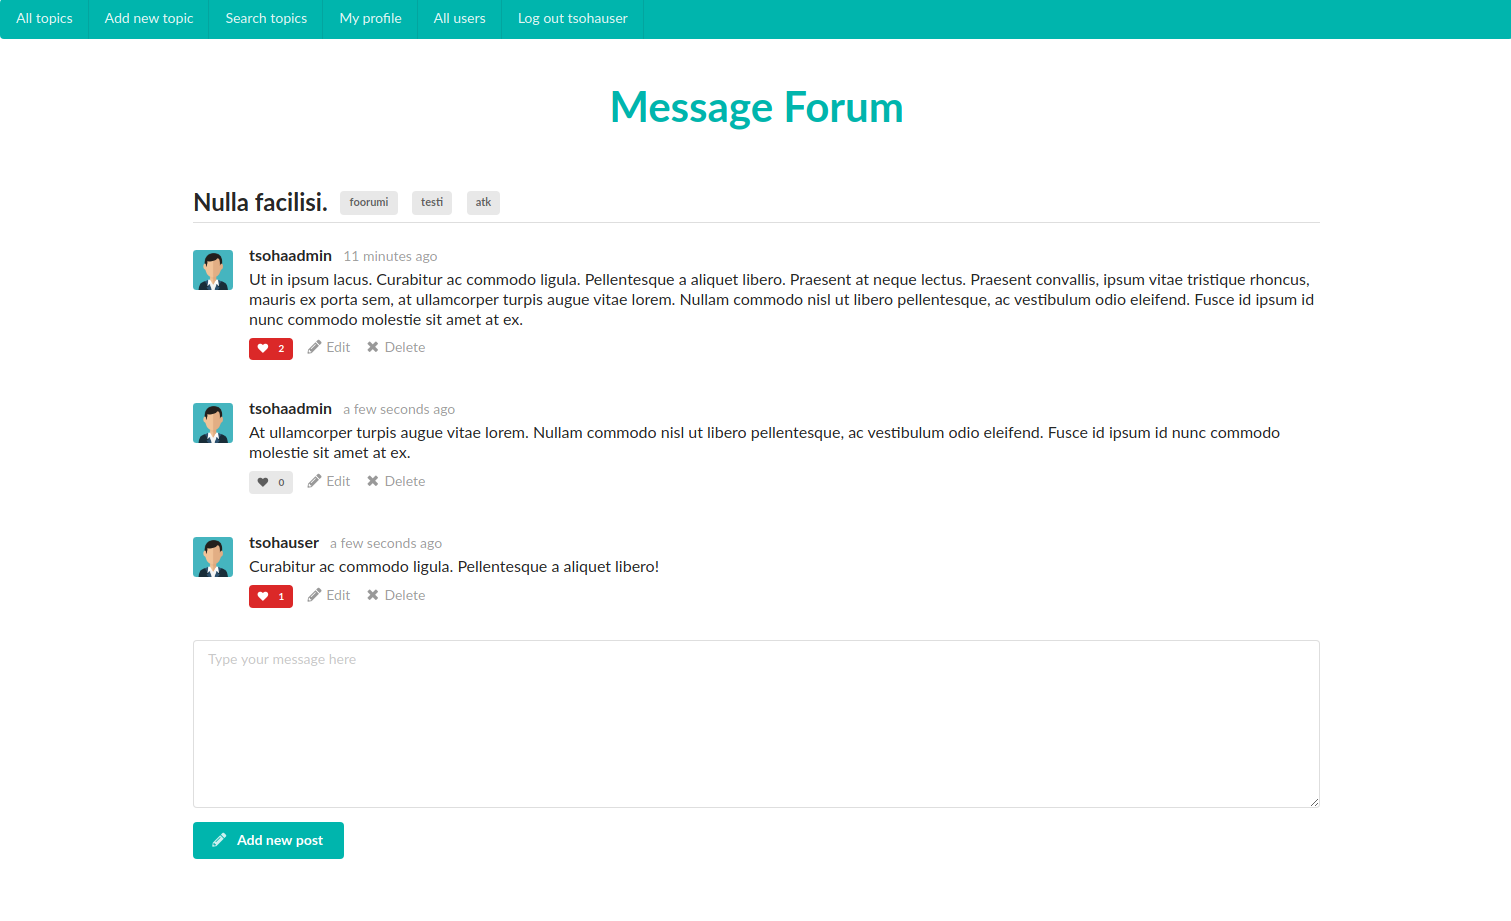 All topics Add new topic Search topics My profile All users Log out tsohauser
Message Forum
Nulla facilisi. foorumi testi atk
tsohaadmin 11 minutes ago
Ut in ipsum lacus. Curabitur ac commodo ligula. Pellentesque a aliquet libero. Praesent at neque lectus. Praesent convallis, ipsum vitae tristique rhoncus,
mauris ex porta sem, at ullamcorper turpis augue vitae lorem. Nullam commodo nisl ut libero pellentesque, ac vestibulum odio eleifend. Fusce id ipsum id
nunc commodo molestie sit amet at ex.
2 Edit Delete
tsohaadmin a few seconds ago
At ullamcorper turpis augue vitae lorem. Nullam commodo nisl ut libero pellentesque, ac vestibulum odio eleifend. Fusce id ipsum id nunc commodo
molestie sit amet at ex.
0 Edit Delete
tsohauser a few seconds ago
Curabitur ac commodo ligula. Pellentesque a aliquet libero!
1 Edit Delete
Type your message here
Add new post